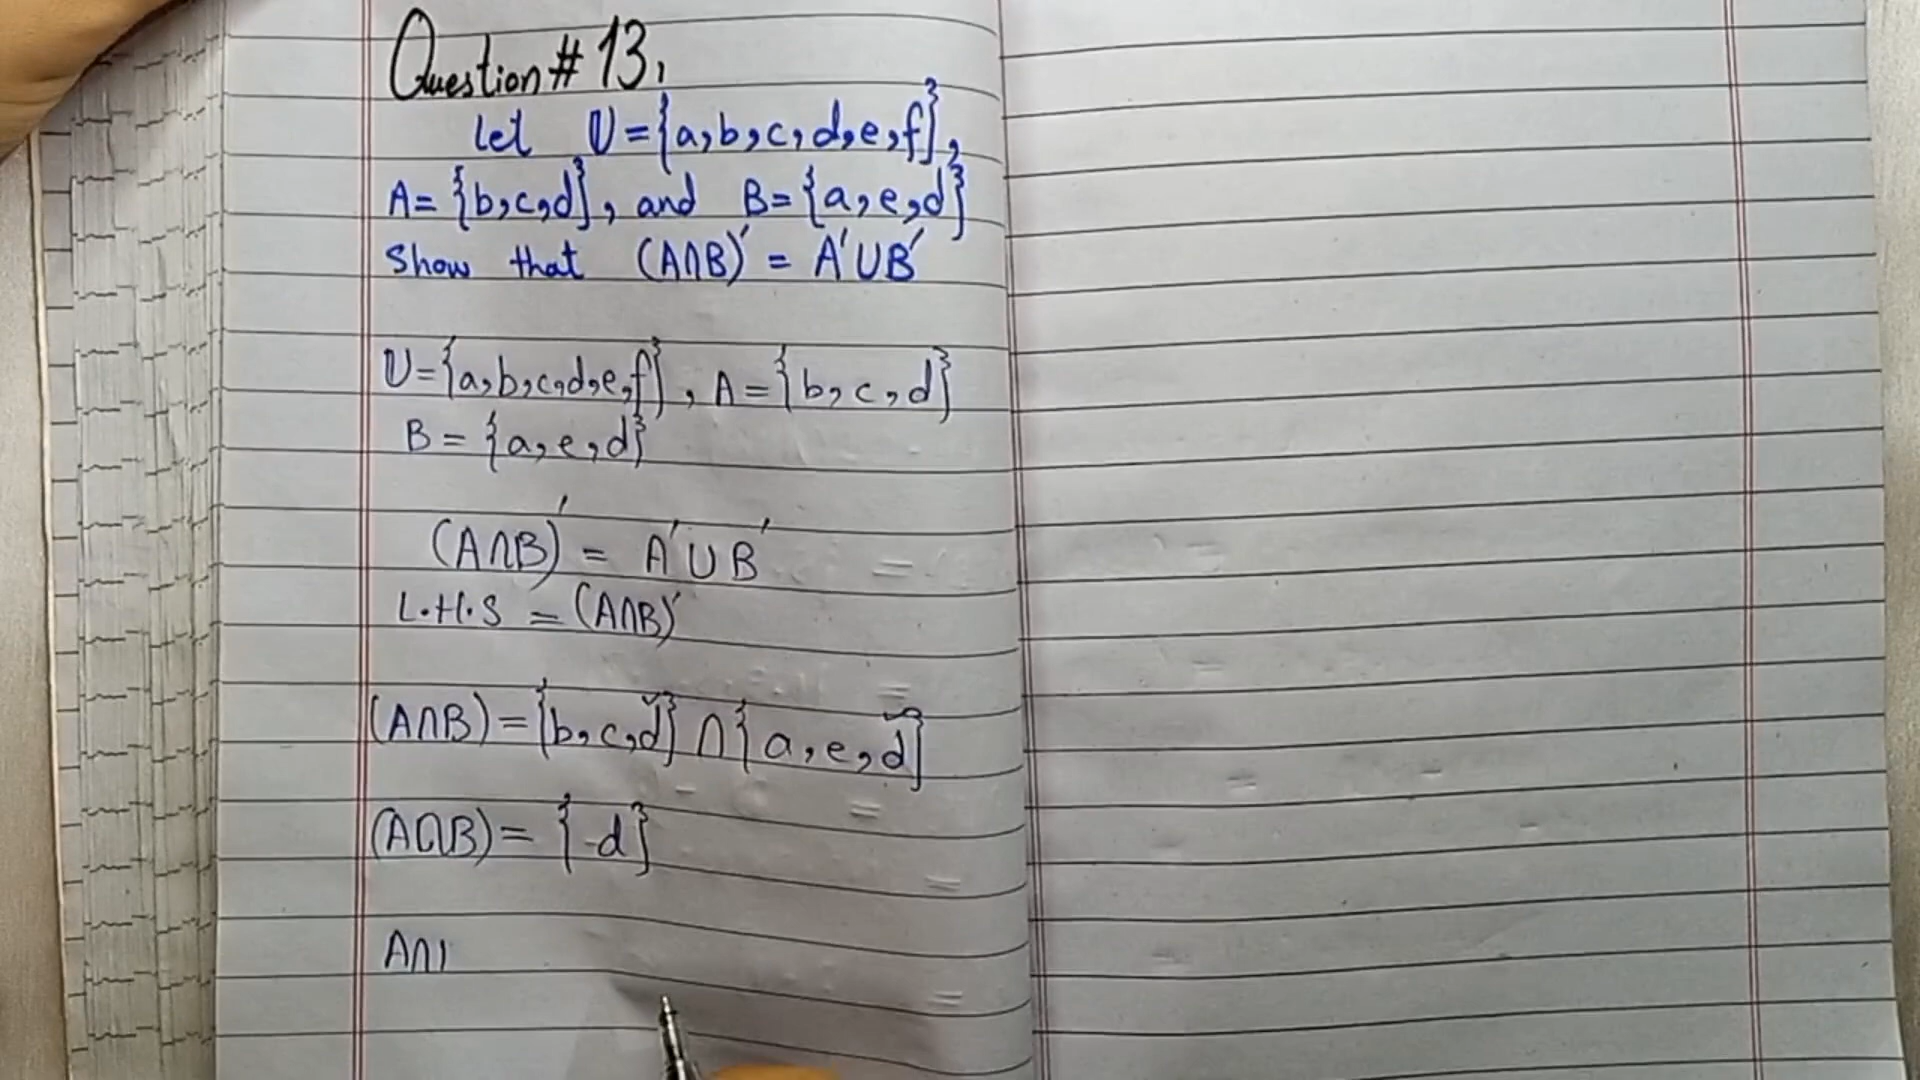 Question# 13,
Let U={a,b,c,d,e,f},
A={b,c,d}, and B={a,e,d}
Show that (A∩B)′ = A′∪B′
U={a,b,c,d,e,f}, A={b,c,d}
B={a,e,d}
(A∩B)′ = A′∪B′
L.H.S = (A∩B)′
(A∩B)={b,c,d}∩{a,e,d}
(A∩B)={d}
A∩